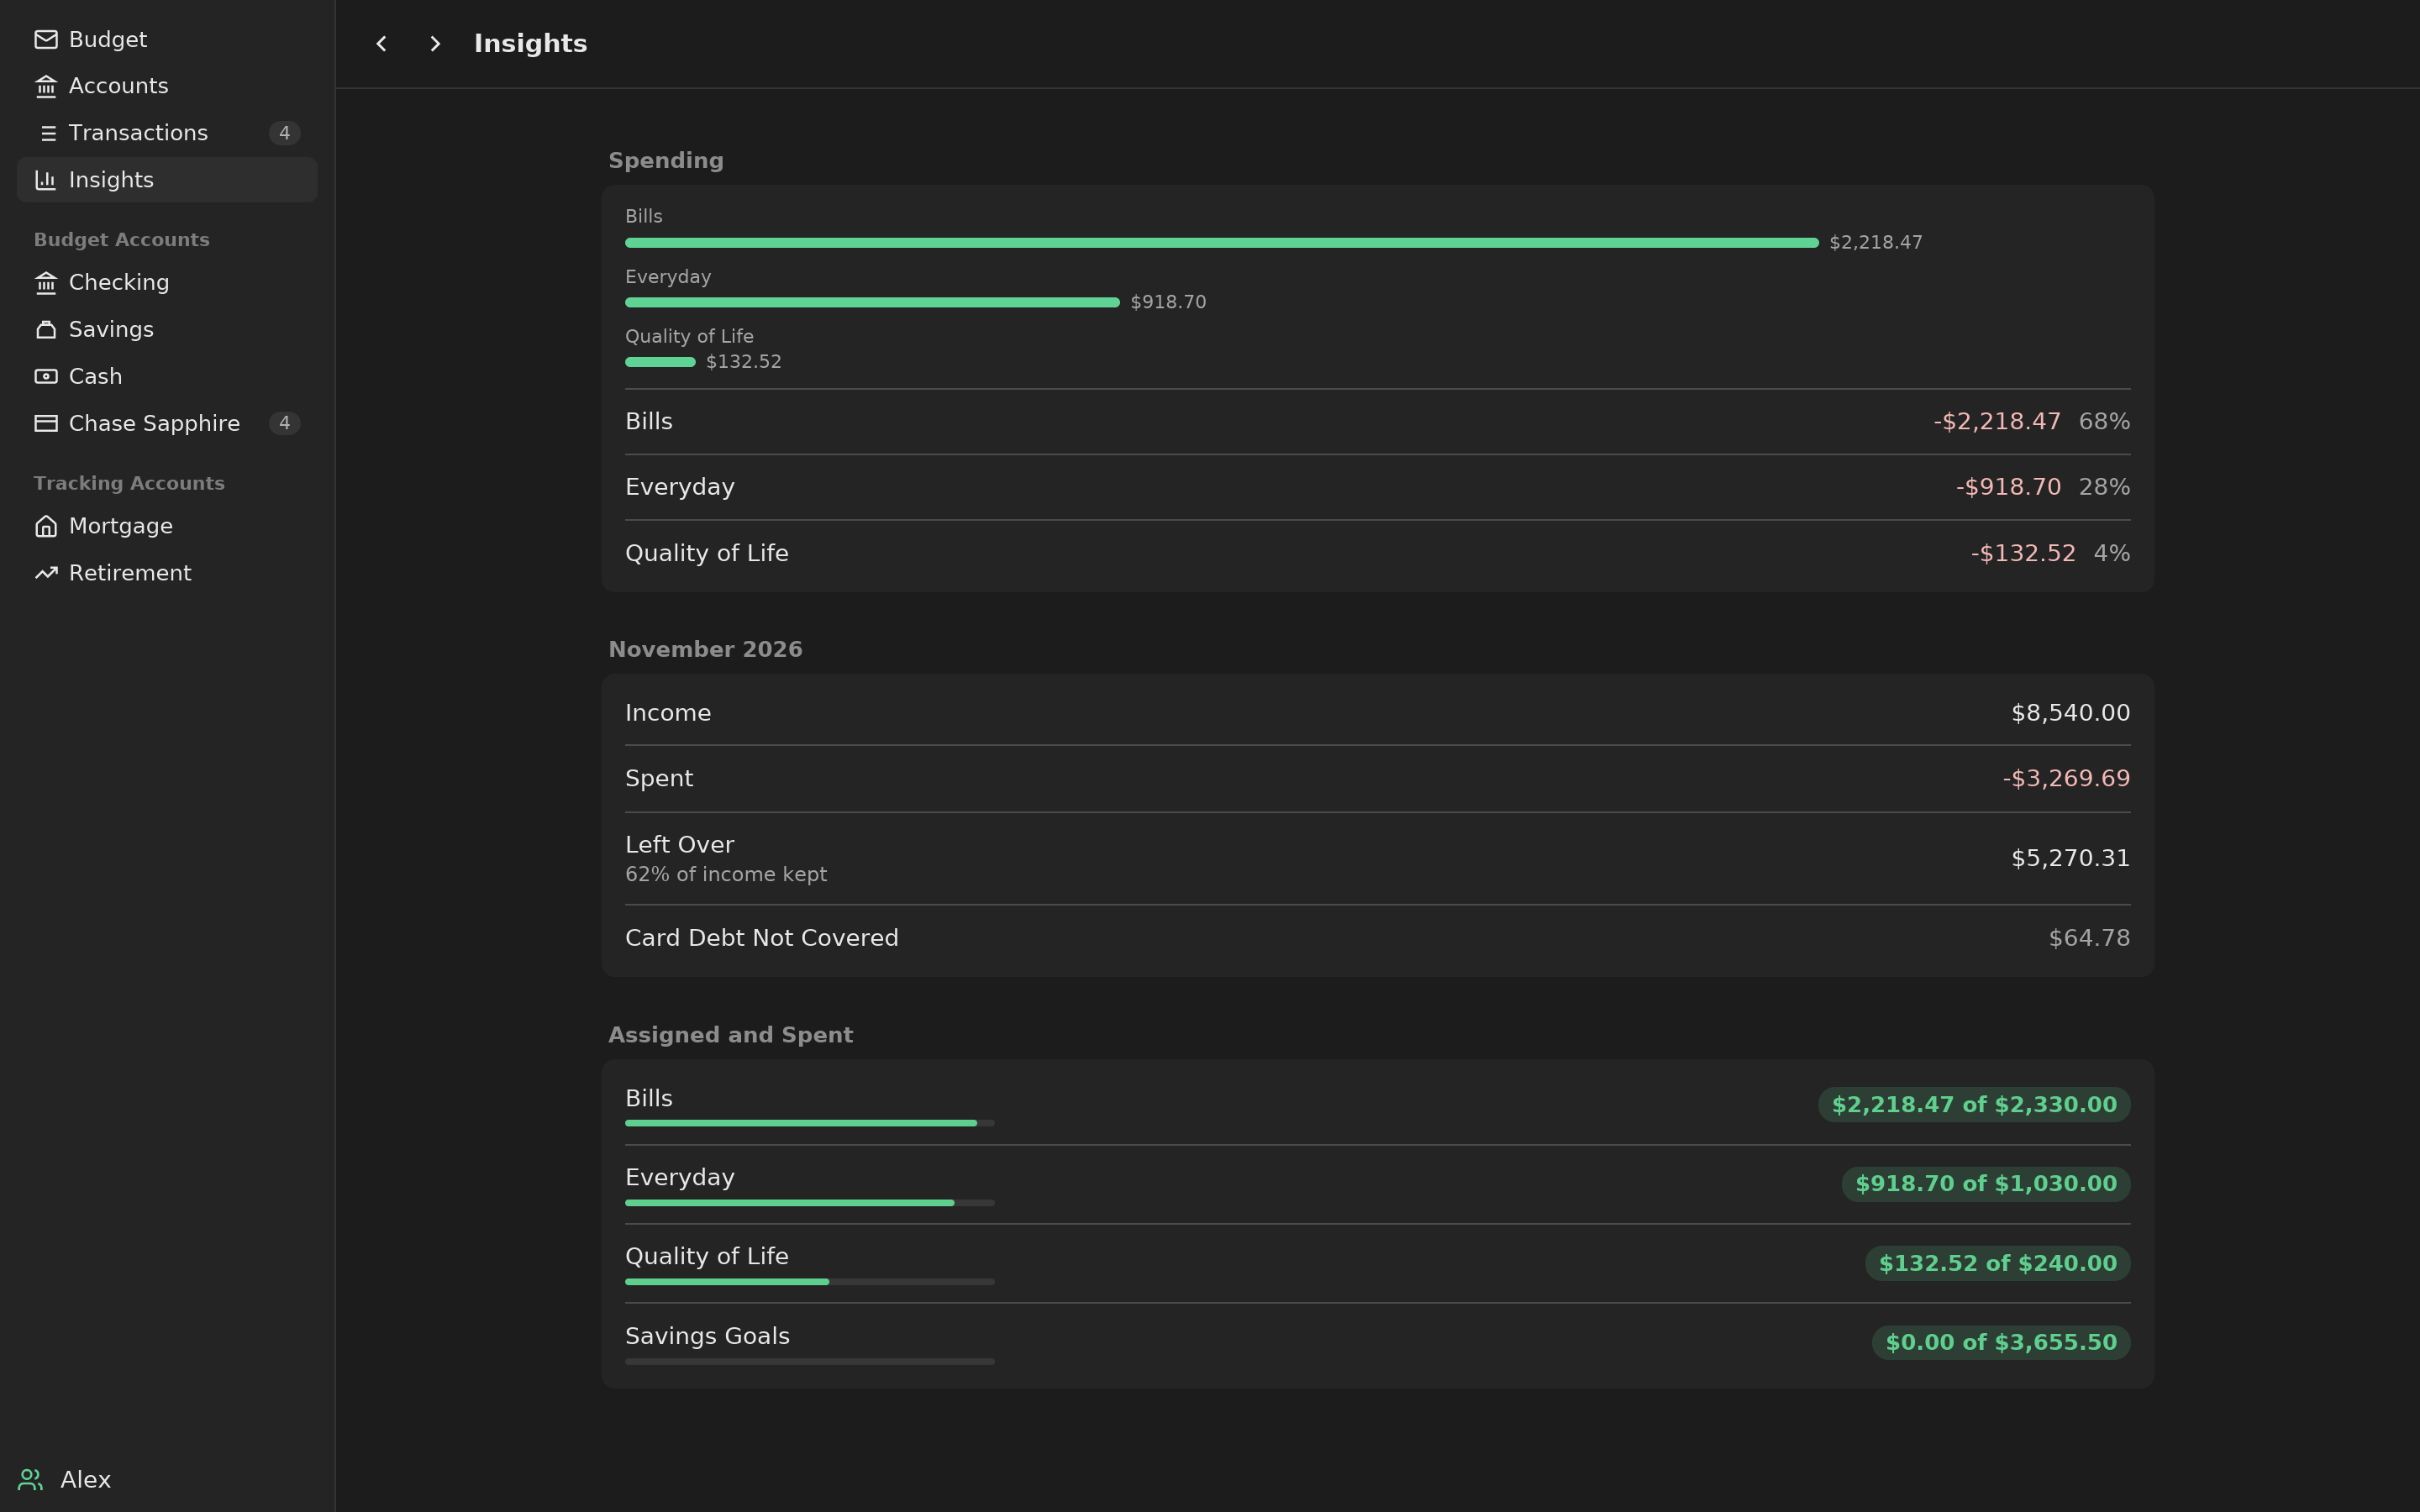 Budget
Accounts
Transactions 4
Insights
Budget Accounts
Checking
Savings
Cash
Chase Sapphire 4
Tracking Accounts
Mortgage
Retirement
Alex
Insights
Spending
Bills
$2,218.47
Everyday
$918.70
Quality of Life
$132.52
Bills -$2,218.47 68%
Everyday -$918.70 28%
Quality of Life -$132.52 4%
November 2026
Income $8,540.00
Spent -$3,269.69
Left Over $5,270.31
62% of income kept
Card Debt Not Covered $64.78
Assigned and Spent
Bills $2,218.47 of $2,330.00
Everyday $918.70 of $1,030.00
Quality of Life $132.52 of $240.00
Savings Goals $0.00 of $3,655.50